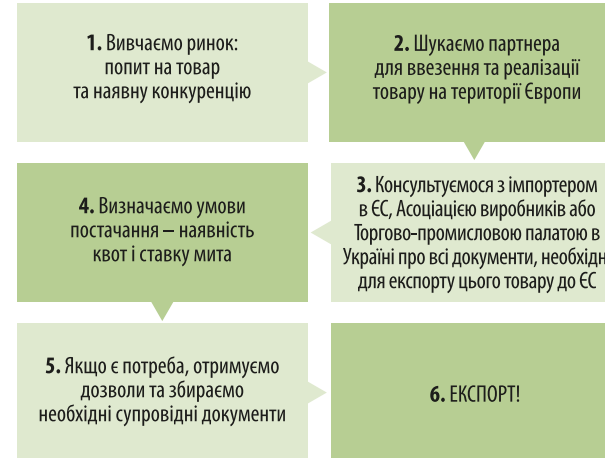 1. Вивчаємо ринок:
попит на товар
та наявну конкуренцію
2. Шукаємо партнера
для ввезення та реалізації
товару на території Європи
3. Консультуємося з імпортером
в ЄС, Асоціацією виробників або
Торгово-промисловою палатою в
Україні про всі документи, необхідн
для експорту цього товару до ЄС
4. Визначаємо умови
постачання – наявність
квот і ставку мита
5. Якщо є потреба, отримуємо
дозволи та збираємо
необхідні супровідні документи
6. ЕКСПОРТ!